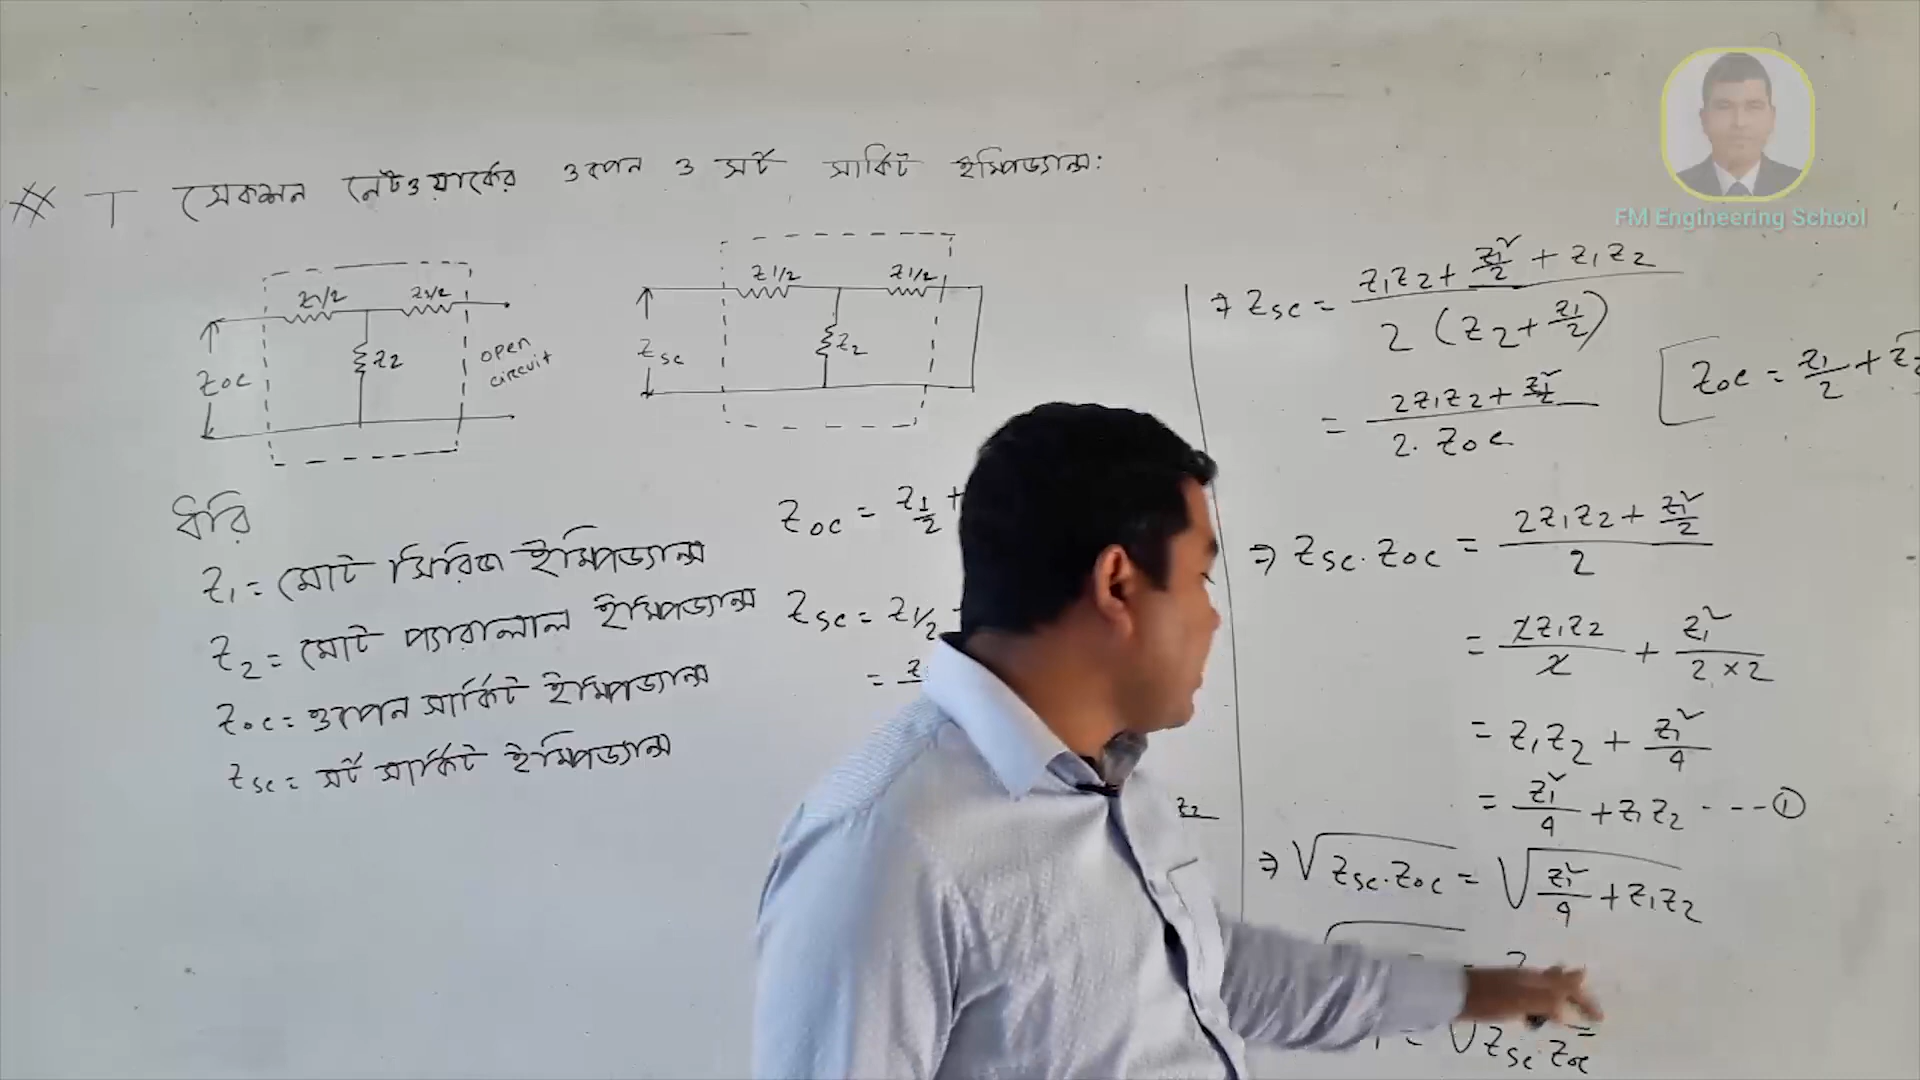 # T সেকশন নেটওয়ার্কের ওপেন ও সর্ট সার্কিট ইম্পিড্যান্স:
FM Engineering School
Z1/2 Z1/2
Z2
Zoc
open
circuit
Z1/2 Z1/2
Z2
Zsc
ধরি
Z₁ = মোট সিরিজ ইম্পিড্যান্স
Z₂ = মোট প্যারালাল ইম্পিড্যান্স
Zoc = ওপেন সার্কিট ইম্পিড্যান্স
Zsc = সর্ট সার্কিট ইম্পিড্যান্স
Zoc = Z1/2 +
Zsc = Z1/2
=
Z2
⇒ Zsc = (Z₁Z₂ + Z₁²/2 + Z₁Z₂) / 2 (Z₂ + Z₁/2)
= (2Z₁Z₂ + Z₁²/2) / 2. Zoc
Zoc = Z₁/2 + Z₂
⇒ Zsc. Zoc = (2Z₁Z₂ + Z₁²/2) / 2
= 2Z₁Z₂/2 + Z₁²/2×2
= Z₁Z₂ + Z₁²/4
= Z₁²/4 + Z₁Z₂ ---- ①
⇒ √Zsc.Zoc = √Z₁²/4 + Z₁Z₂
= √Zsc.Zoc